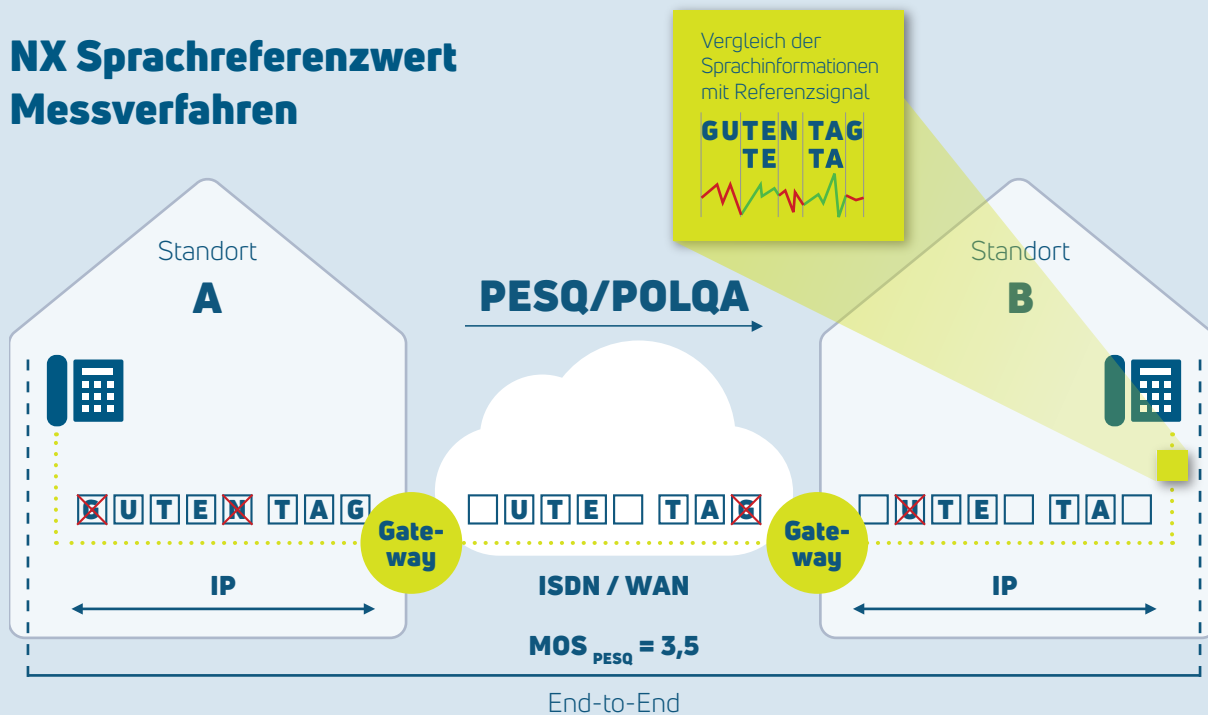 NX Sprachreferenzwert
Messverfahren
Vergleich der
Sprachinformationen
mit Referenzsignal
GUTEN TAG
TE TA
Standort
A
PESQ/POLQA
Standort
B
GUTEN TAG
UTE TAG
UTE TA
Gate-
way
Gate-
way
IP
ISDN / WAN
IP
MOS PESQ = 3,5
End-to-End